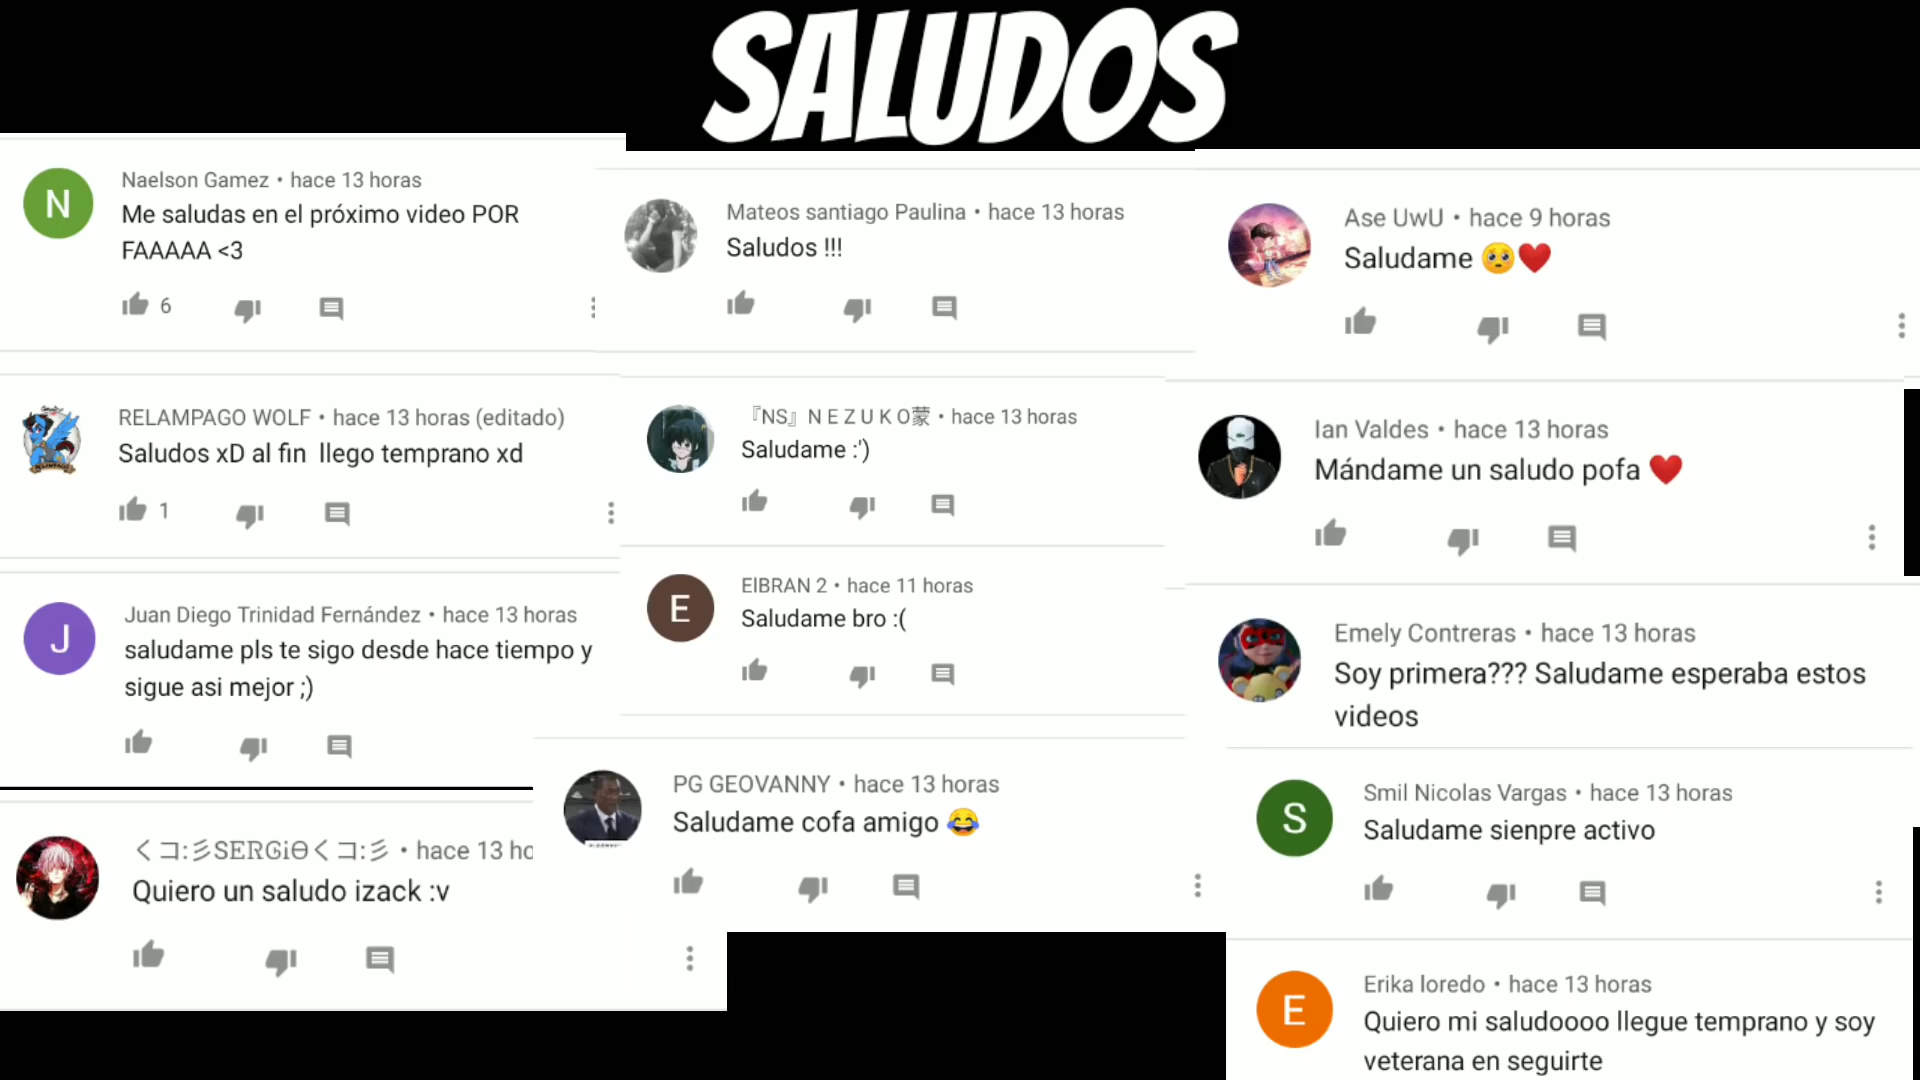 SALUDOS
N
Naelson Gamez • hace 13 horas
Me saludas en el próximo video POR
FAAAAA <3
6
RELAMPAGO WOLF • hace 13 horas (editado)
Saludos xD al fin llego temprano xd
1
J
Juan Diego Trinidad Fernández • hace 13 horas
saludame pls te sigo desde hace tiempo y
sigue asi mejor ;)
く⊐:彡SERGiӨく⊐:彡 • hace 13 ho
Quiero un saludo izack :v
Mateos santiago Paulina • hace 13 horas
Saludos !!!
『NS』N E Z U K O蒙 • hace 13 horas
Saludame :')
E
ElBRAN 2 • hace 11 horas
Saludame bro :(
PG GEOVANNY • hace 13 horas
Saludame cofa amigo 😂
Ase UwU • hace 9 horas
Saludame 🥺❤️
Ian Valdes • hace 13 horas
Mándame un saludo pofa ❤️
Emely Contreras • hace 13 horas
Soy primera??? Saludame esperaba estos
videos
S
Smil Nicolas Vargas • hace 13 horas
Saludame sienpre activo
E
Erika loredo • hace 13 horas
Quiero mi saludoooo llegue temprano y soy
veterana en seguirte